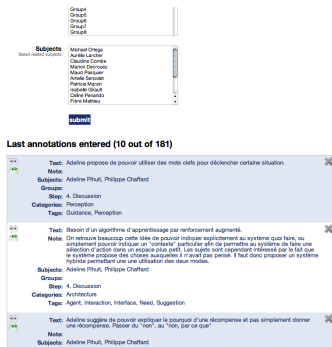 Group4
Group5
Group6
Group7
Group8
Subjects
Select related subjects
Michael Ortega
Aurélie Larcher
Claudine Combe
Marion Decrouez
Maud Pasquier
Amelie Serpolet
Patricia Marzin
Isabelle Girault
Celine Penando
Frère Mathieu
submit
Last annotations entered (10 out of 181)
Text: Adeline propose de pouvoir utiliser des mots clefs pour déclencher certaine situation.
Note:
Subjects: Adeline Pihuit, Philippe Chaffard
Groups:
Step: 4. Discussion
Categories: Perception
Tags: Guidance, Perception
Text: Besoin d'un algorithme d'apprentissage par renforcement augmenté.
Note: On retrouve beaucoup cette idée de pouvoir indiquer explicitement au système quoi faire, ou
simplement pouvoir indiquer un "contexte" particulier afin de permettre au système de faire une
sélection d'action dans un espace plus petit. Les sujets sont cependant intéressé par le fait que
le système propose des choses auxquelles il n'avait pas pensé. Il faut donc proposer un système
hybride permettant une une utilisation des deux modes.
Subjects: Adeline Pihuit, Philippe Chaffard
Groups:
Step: 4. Discussion
Categories: Architecture
Tags: Agent, Interaction, Interface, Need, Suggestion
Text: Adeline suggère de pouvoir expliquer le pourquoi d'une récompense et pas simplement donner
une récompense. Passer du "non", au "non, par ce que"
Note:
Subjects: Adeline Pihuit, Philippe Chaffard